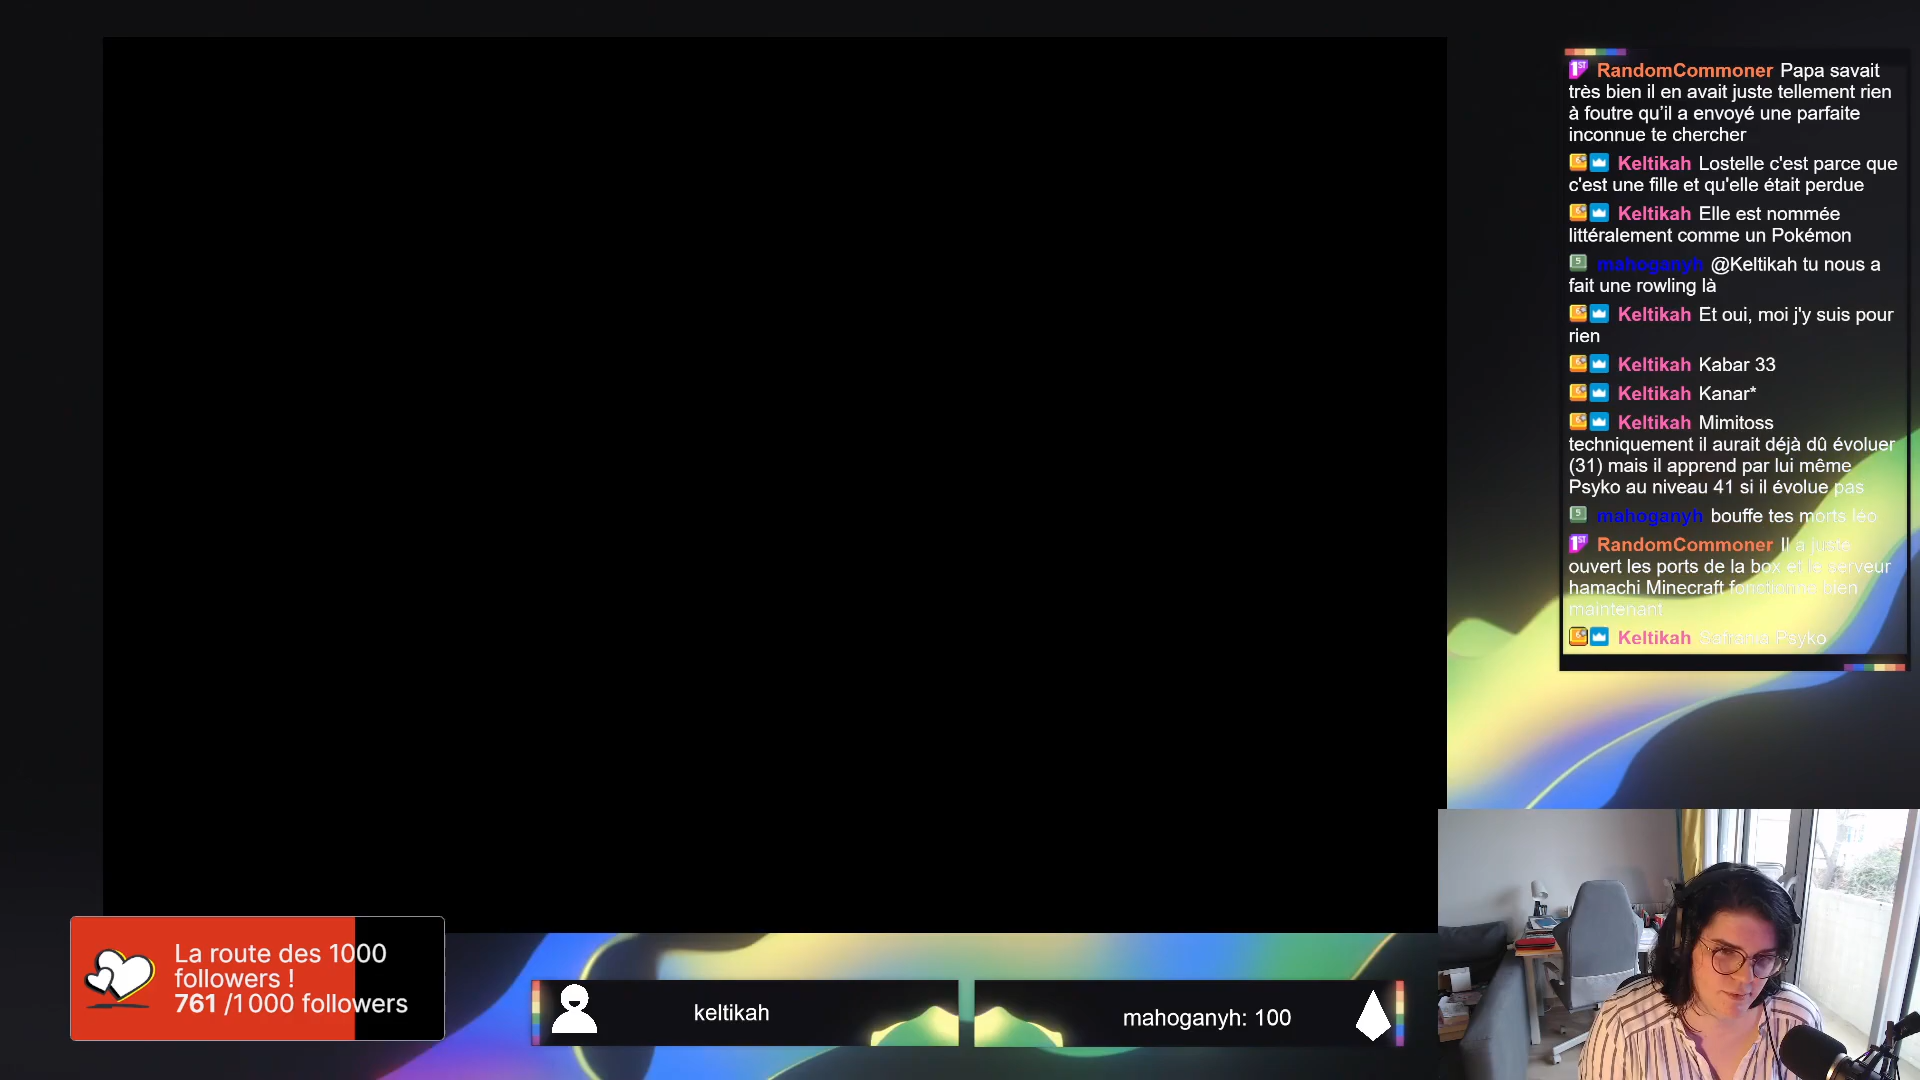 RandomCommoner Papa savait
très bien il en avait juste tellement rien
à foutre qu’il a envoyé une parfaite
inconnue te chercher
Keltikah Lostelle c'est parce que
c'est une fille et qu'elle était perdue
Keltikah Elle est nommée
littéralement comme un Pokémon
mahoganyh @Keltikah tu nous a
fait une rowling là
Keltikah Et oui, moi j'y suis pour
rien
Keltikah Kabar 33
Keltikah Kanar*
Keltikah Mimitoss
techniquement il aurait déjà dû évoluer
(31) mais il apprend par lui même
Psyko au niveau 41 si il évolue pas
mahoganyh bouffe tes morts léo
RandomCommoner Il a juste
ouvert les ports de la box et le serveur
hamachi Minecraft fonctionne bien
maintenant
Keltikah Safrania Psyko
La route des 1000
followers !
761 /1 000 followers
keltikah
mahoganyh: 100